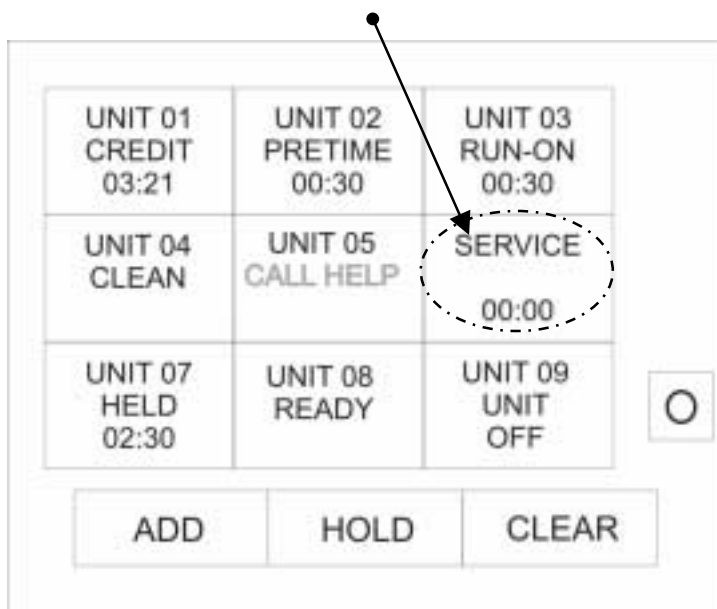 UNIT 01
CREDIT
03:21
UNIT 02
PRETIME
00:30
UNIT 03
RUN-ON
00:30
UNIT 04
CLEAN
UNIT 05
CALL HELP
SERVICE
00:00
UNIT 07
HELD
02:30
UNIT 08
READY
UNIT 09
UNIT
OFF
O
ADD
HOLD
CLEAR